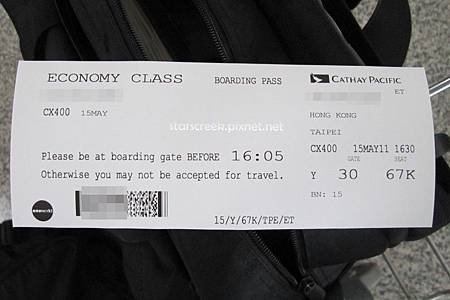 ECONOMY CLASS
BOARDING PASS
CX400 15MAY
starscreek.pixnet.net
Please be at boarding gate BEFORE 16:05
Otherwise you may not be accepted for travel.
oneworld
15/Y/67K/TPE/ET
CATHAY PACIFIC
ET
HONG KONG
TAIPEI
CX400 15MAY11 1630
GATE SEAT
Y 30 67K
BN: 15